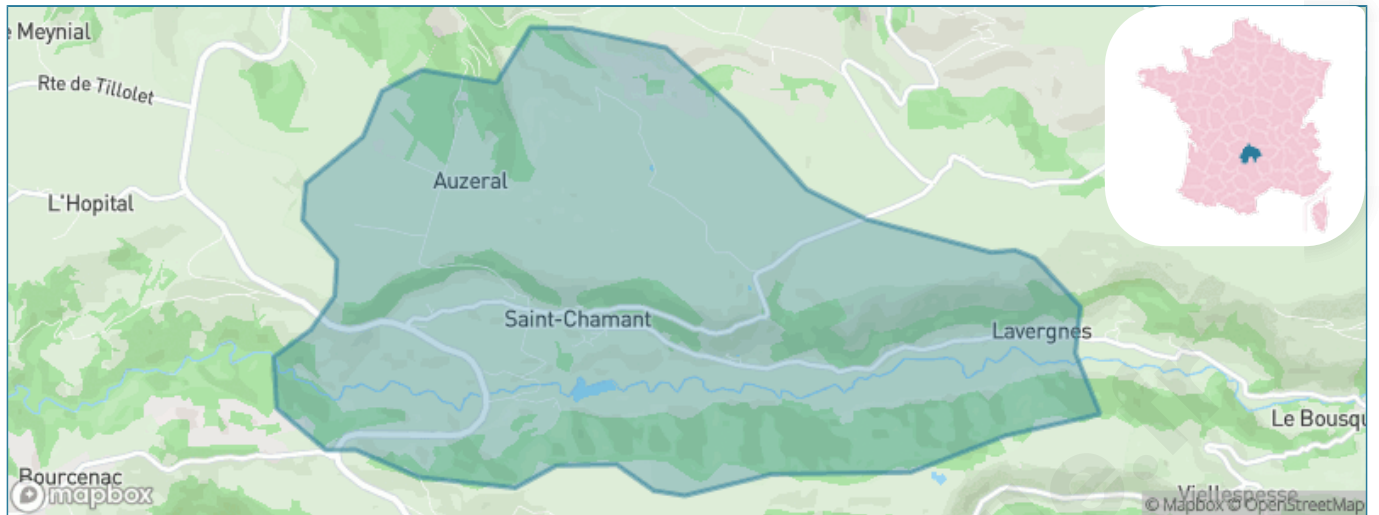 e Meynial
Rte de Tillolet
Auzeral
L'Hopital
Saint-Chamant
Lavergnes
Le Bousqu
Bourcenac
Viellespesse
mapbox
© Mapbox © OpenStreetMap